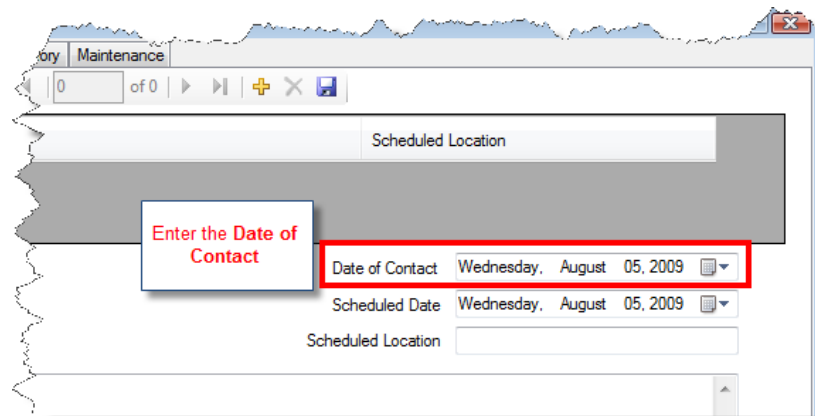 ory Maintenance
0 of 0
Scheduled Location
Enter the Date of
Contact
Date of Contact Wednesday, August 05, 2009
Scheduled Date Wednesday, August 05, 2009
Scheduled Location